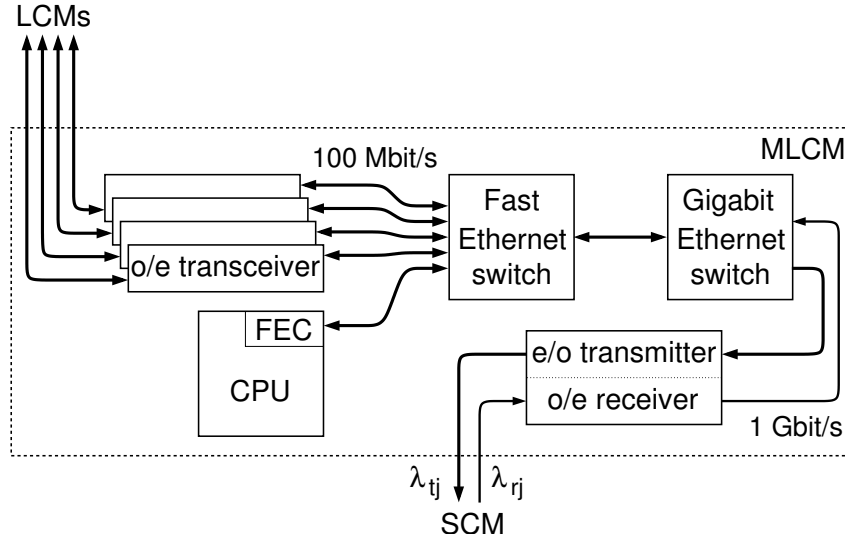 LCMs
MLCM
100 Mbit/s
Fast
Ethernet
switch
Gigabit
Ethernet
switch
o/e transceiver
FEC
CPU
e/o transmitter
o/e receiver
1 Gbit/s
λtj
λrj
SCM